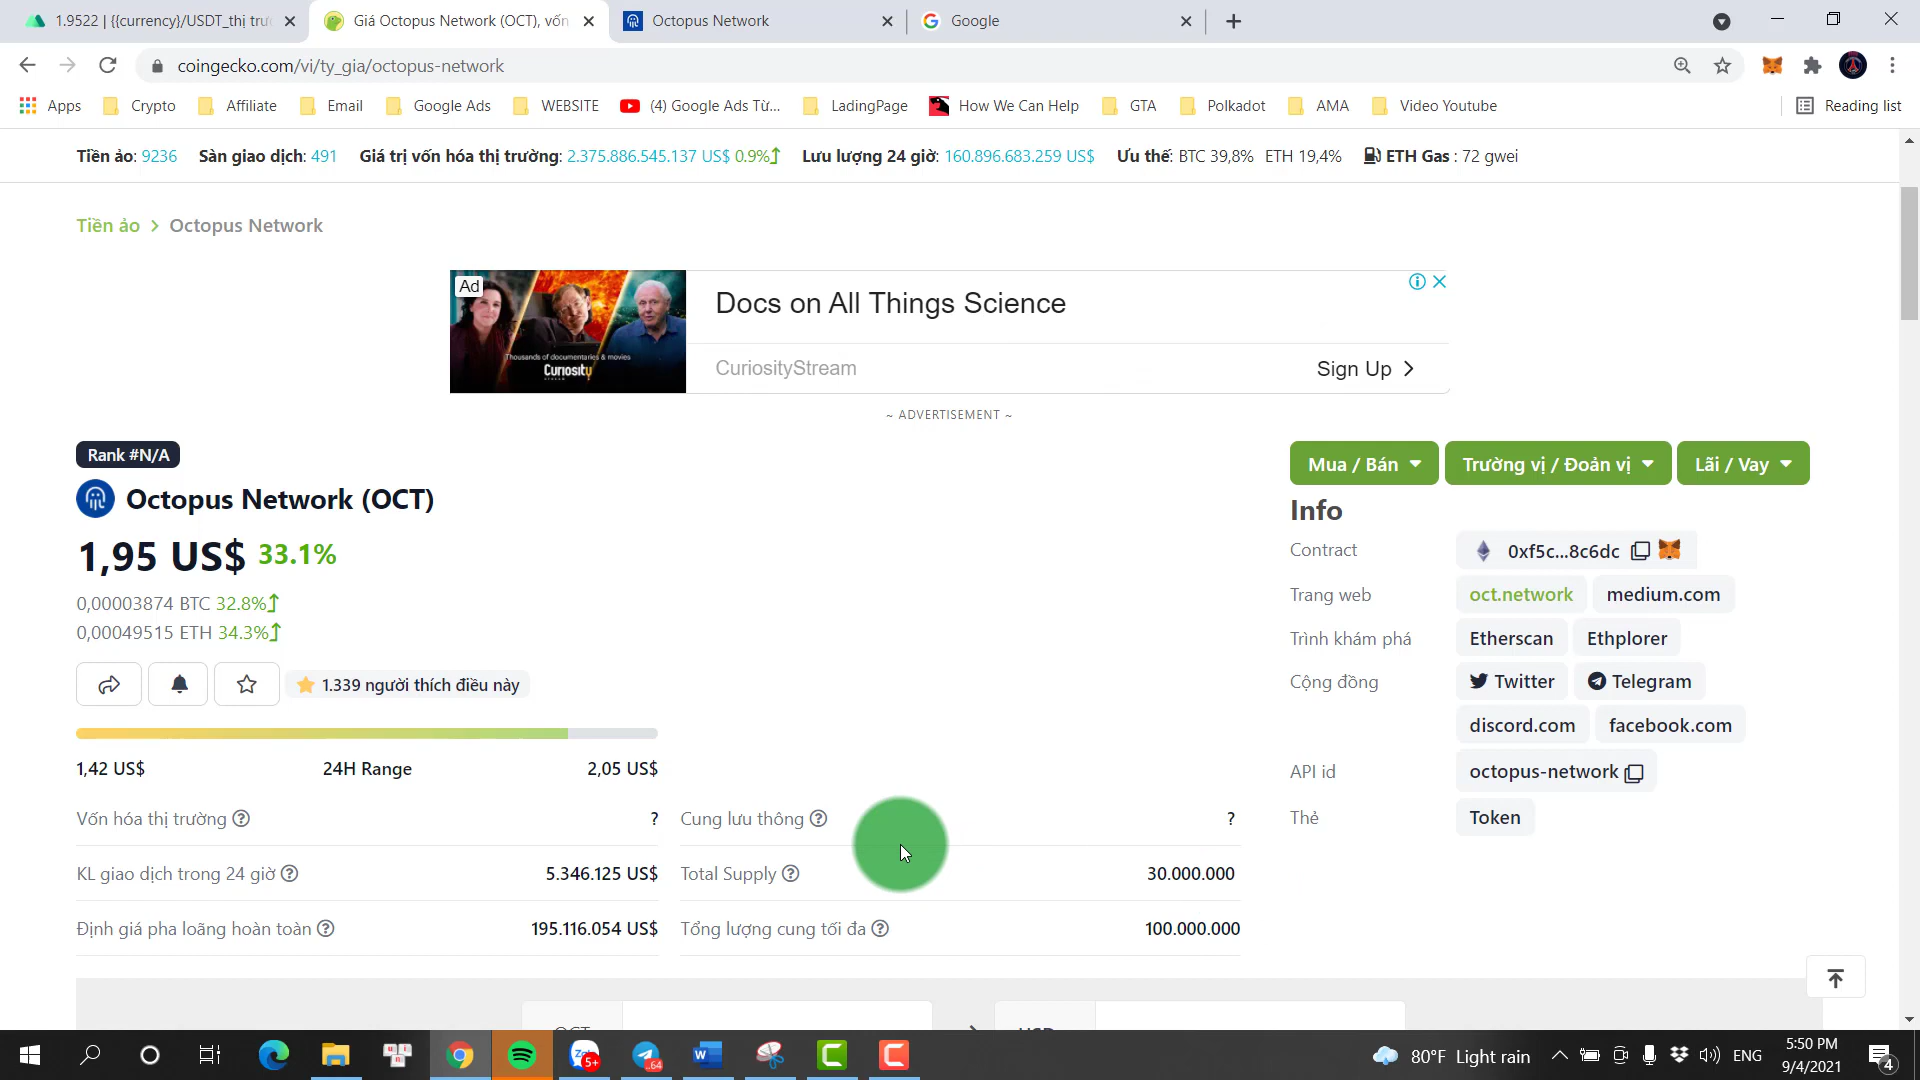 1.9522 | {{currency}/USDT_thị trư
Giá Octopus Network (OCT), vốn
Octopus Network
Google
coingecko.com/vi/ty_gia/octopus-network
Apps
Crypto
Affiliate
Email
Google Ads
WEBSITE
(4) Google Ads Từ...
LadingPage
How We Can Help
GTA
Polkadot
AMA
Video Youtube
Reading list
Tiền ảo: 9236
Sàn giao dịch: 491
Giá trị vốn hóa thị trường: 2.375.886.545.137 US$ 0.9%
Lưu lượng 24 giờ: 160.896.683.259 US$
Ưu thế: BTC 39,8% ETH 19,4%
ETH Gas : 72 gwei
Tiền ảo > Octopus Network
Ad
Thousands of documentaries & movies
Curiosity
STREAM
Docs on All Things Science
CuriosityStream
Sign Up
~ ADVERTISEMENT ~
Rank #N/A
Octopus Network (OCT)
1,95 US$ 33.1%
0,00003874 BTC 32.8%
0,00049515 ETH 34.3%
1.339 người thích điều này
1,42 US$
24H Range
2,05 US$
Vốn hóa thị trường ?
?
Cung lưu thông ?
?
KL giao dịch trong 24 giờ ?
5.346.125 US$
Total Supply ?
30.000.000
Định giá pha loãng hoàn toàn ?
195.116.054 US$
Tổng lượng cung tối đa ?
100.000.000
Mua / Bán
Trường vị / Đoản vị
Lãi / Vay
Info
Contract
0xf5c...8c6dc
Trang web
oct.network
medium.com
Trình khám phá
Etherscan
Ethplorer
Cộng đồng
Twitter
Telegram
discord.com
facebook.com
API id
octopus-network
Thẻ
Token
OCT
USD
5+
64
80°F Light rain
ENG
5:50 PM
9/4/2021
4